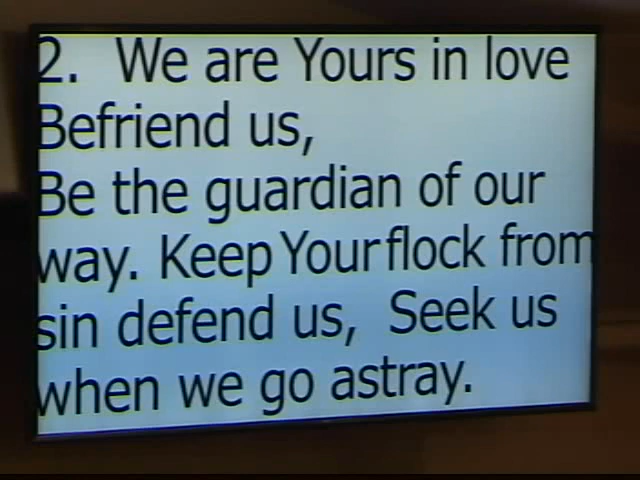 2. We are Yours in love
Befriend us,
Be the guardian of our
way. Keep Your flock from
sin defend us, Seek us
when we go astray.